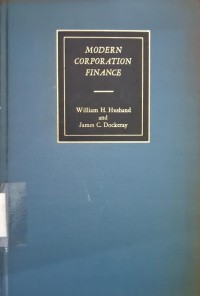 MODERN
CORPORATION
FINANCE
William H. Husband
and
James C. Dockeray